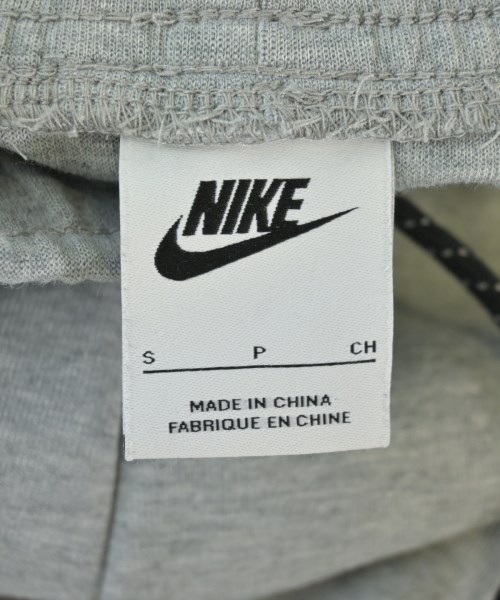 NIKE
S P CH
MADE IN CHINA
FABRIQUE EN CHINE